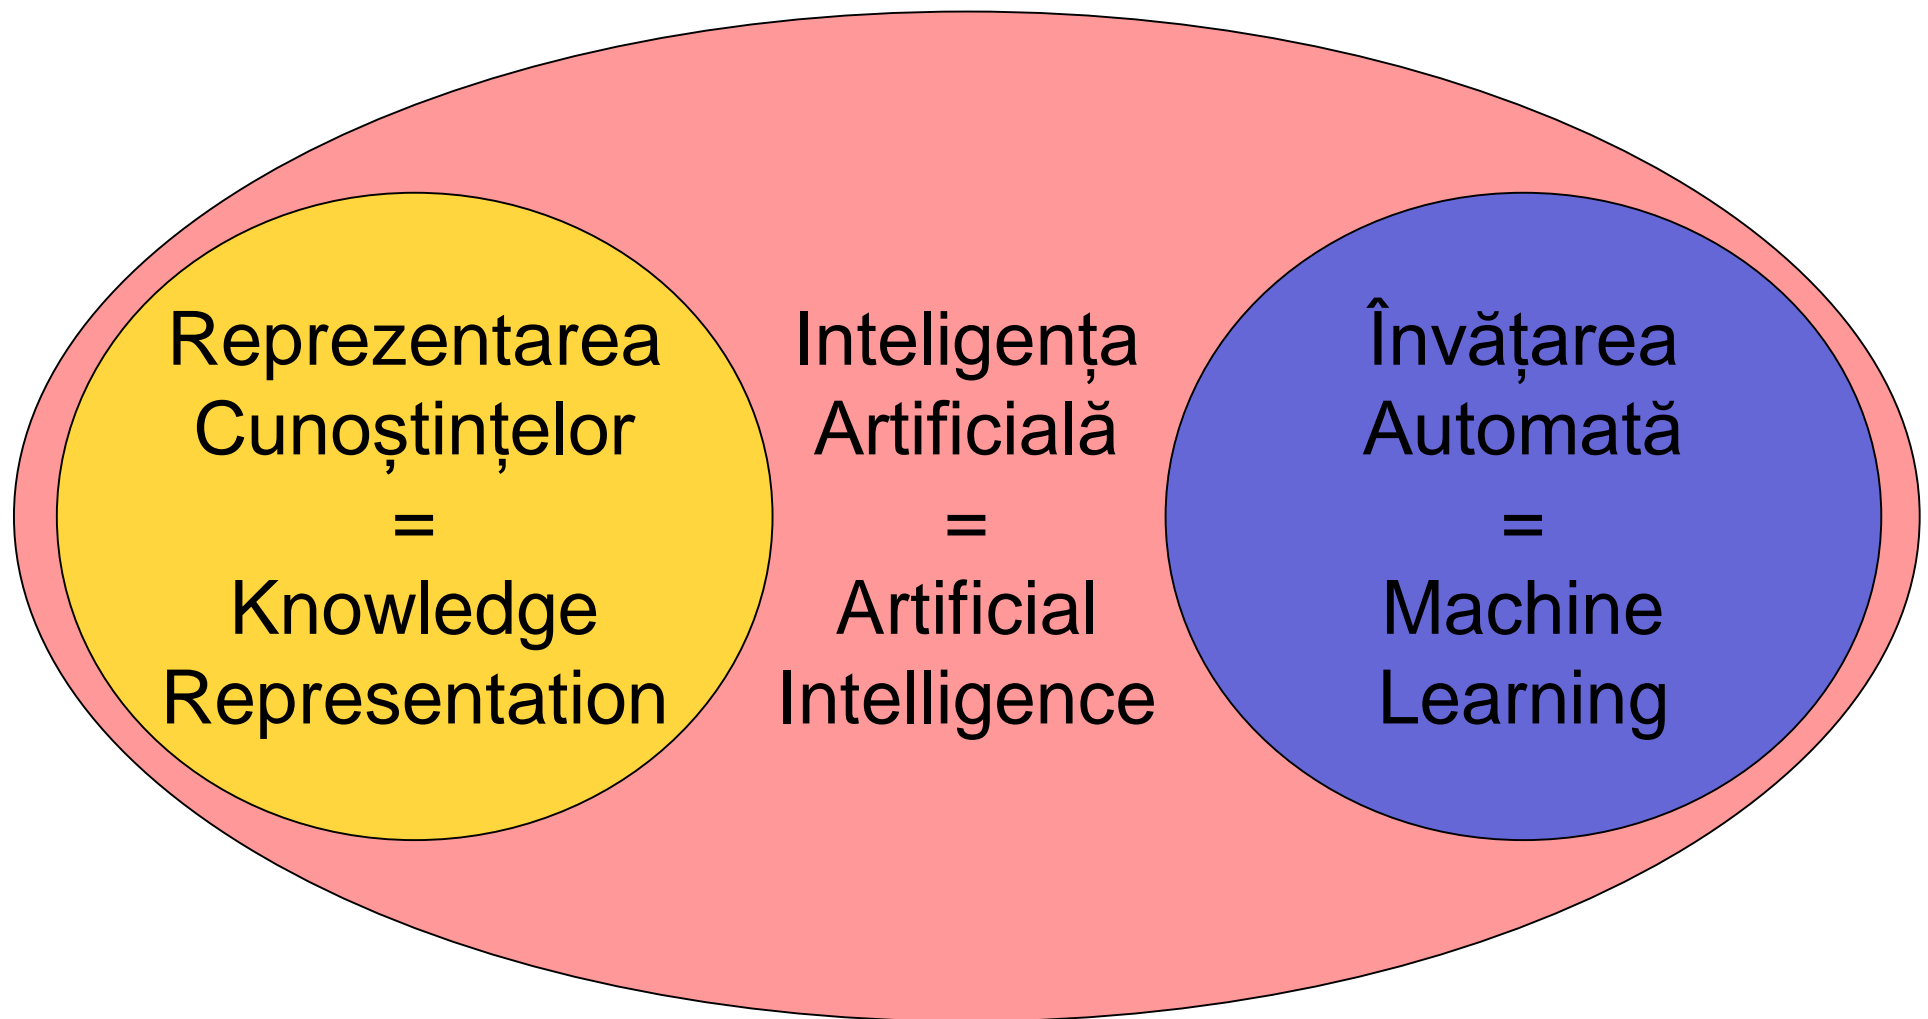 Reprezentarea
Cunoștințelor
=
Knowledge
Representation
Inteligența
Artificială
=
Artificial
Intelligence
Învățarea
Automată
=
Machine
Learning